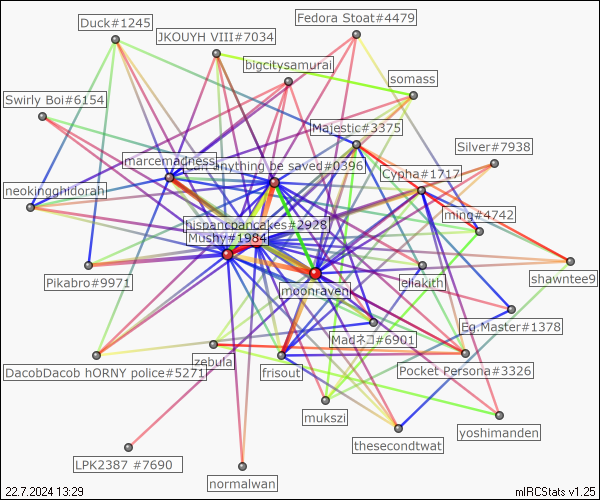 Fedora Stoat#4479
Duck#1245
JKOUYH VIII#7034
bigcitysamurai
somass
Swirly Boi#6154
Majestic#3375
Silver#7938
marcemadness
can anything be saved#0396
Cypha#1717
neokingghidorah
ming#4742
hispancpancakes#2928
Mushy#1984
Pikabro#9971
moonraven
eliakith
shawntee9
Eg.Master#1378
Madネコ#6901
zebula
DacobDacob hORNY police#5271
frisout
Pocket Persona#3326
mukszi
yoshimanden
thesecondtwat
LPK2387 #7690
normalwan
22.7.2024 13:29
mIRCStats v1.25